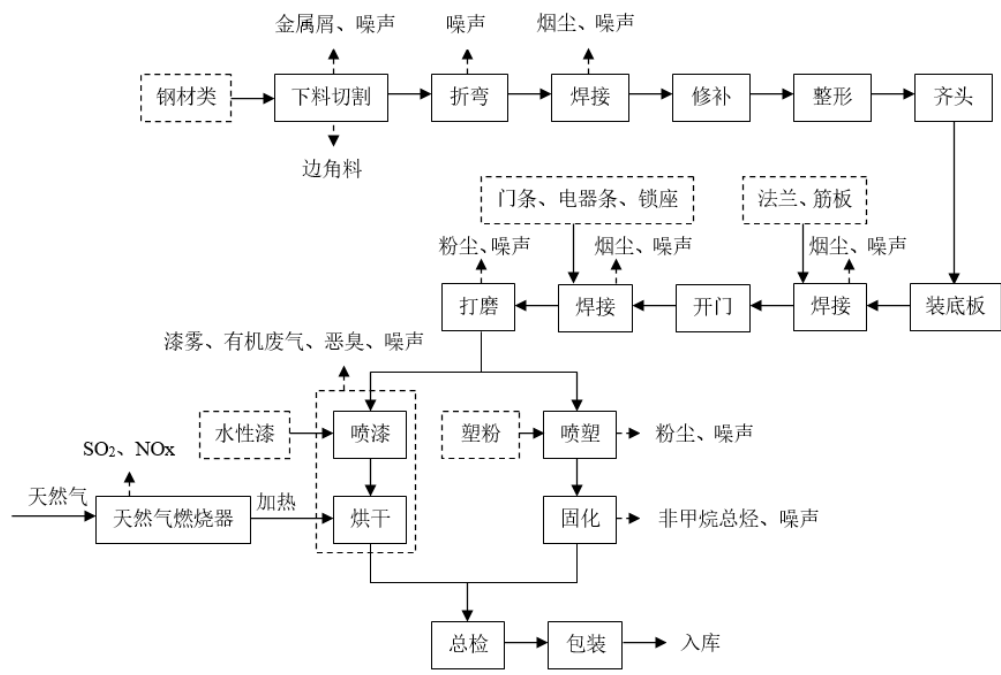 金属屑、噪声
噪声
烟尘、噪声
钢材类
下料切割
折弯
焊接
修补
整形
齐头
边角料
门条、电器条、锁座
法兰、筋板
粉尘、噪声
烟尘、噪声
烟尘、噪声
打磨
焊接
开门
焊接
装底板
漆雾、有机废气、恶臭、噪声
水性漆
喷漆
塑粉
喷塑
粉尘、噪声
SO₂、NOx
天然气
天然气燃烧器
加热
烘干
固化
非甲烷总烃、噪声
总检
包装
入库